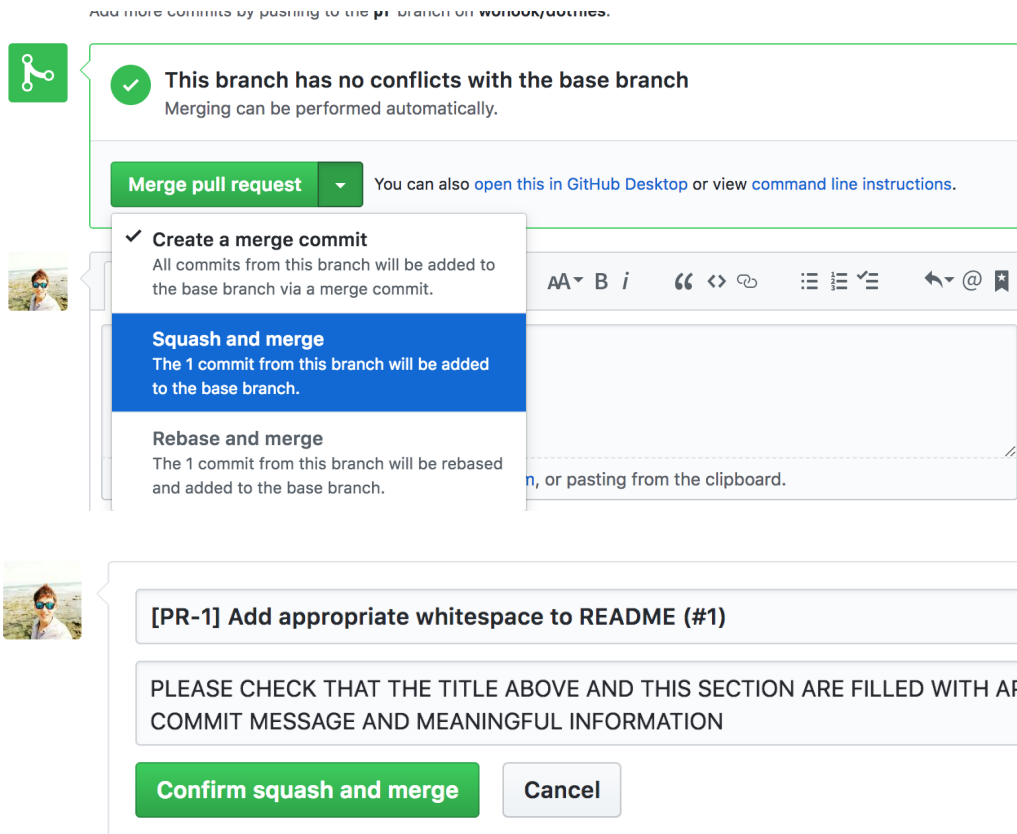 Add more commits by pushing to the pr branch on wonook/dotfiles.
This branch has no conflicts with the base branch
Merging can be performed automatically.
Merge pull request
You can also open this in GitHub Desktop or view command line instructions.
Create a merge commit
All commits from this branch will be added to
the base branch via a merge commit.
AA B i
Squash and merge
The 1 commit from this branch will be added
to the base branch.
Rebase and merge
The 1 commit from this branch will be rebased
and added to the base branch.
, or pasting from the clipboard.
[PR-1] Add appropriate whitespace to README (#1)
PLEASE CHECK THAT THE TITLE ABOVE AND THIS SECTION ARE FILLED WITH
COMMIT MESSAGE AND MEANINGFUL INFORMATION
Confirm squash and merge
Cancel